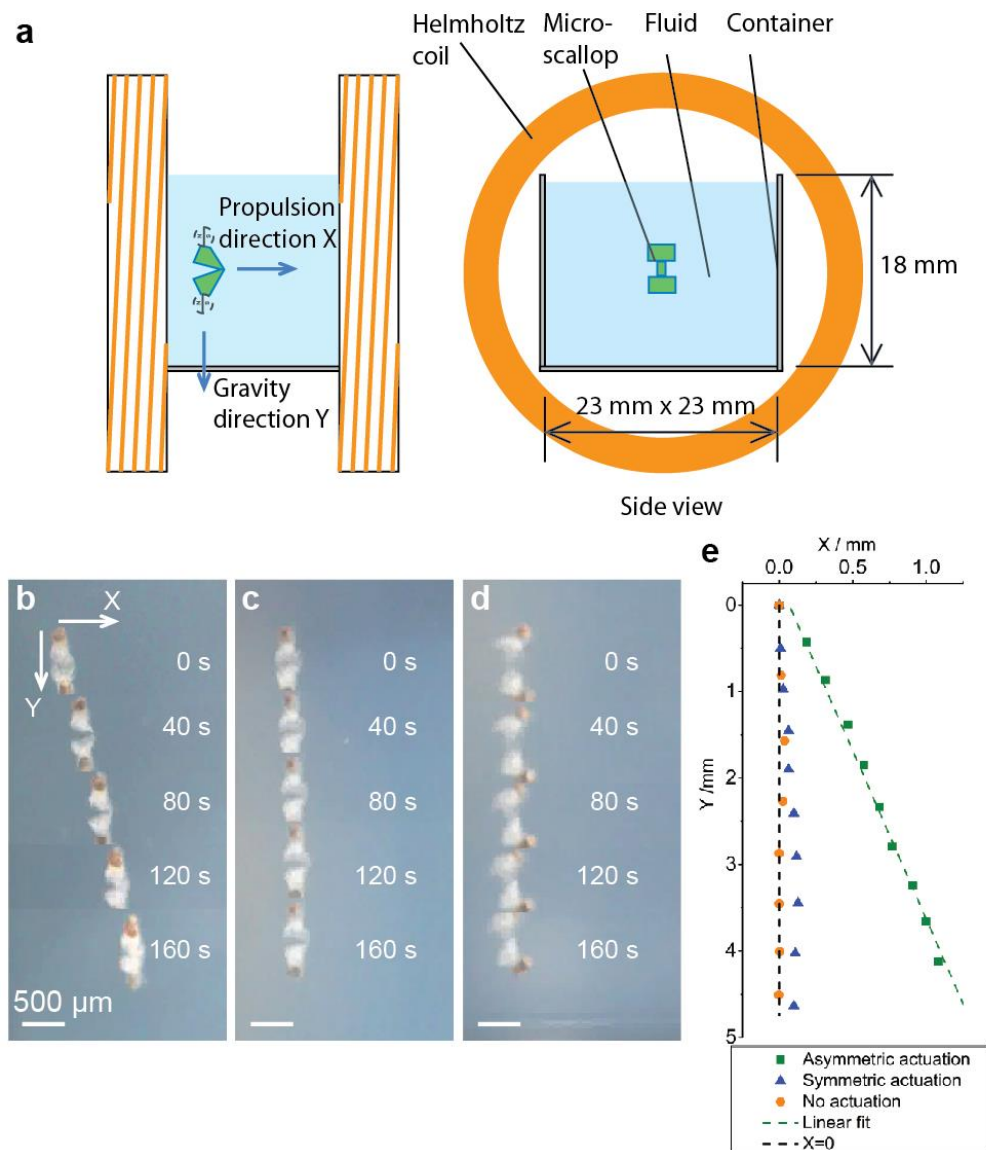 a
Helmholtz
coil
Micro-
scallop
Fluid
Container
Propulsion
direction X
Gravity
direction Y
18 mm
23 mm x 23 mm
Side view
b
X
Y
0 s
40 s
80 s
120 s
160 s
500 µm
c
0 s
40 s
80 s
120 s
160 s
d
0 s
40 s
80 s
120 s
160 s
e
X / mm
0.0 0.5 1.0
Y /mm
0
1
2
3
4
5
Asymmetric actuation
Symmetric actuation
No actuation
Linear fit
X=0